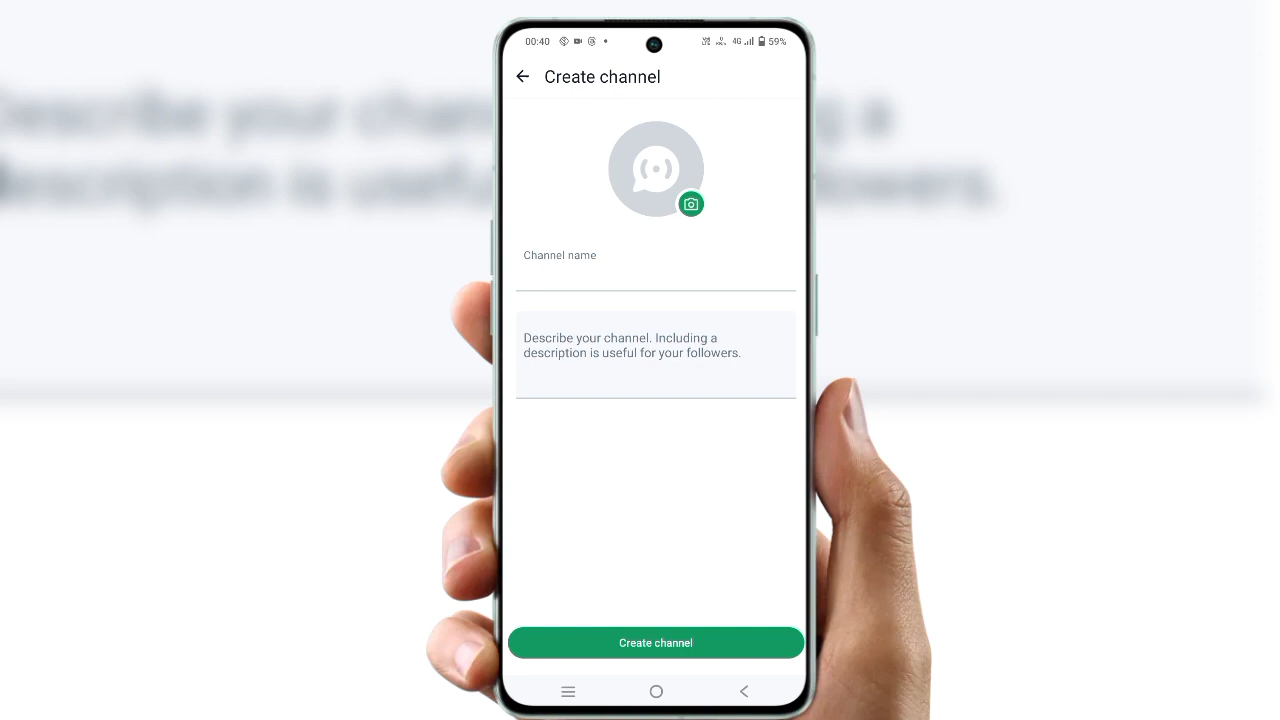 00:40
4G 59%
Create channel
Channel name
Describe your channel. Including a
description is useful for your followers.
Create channel